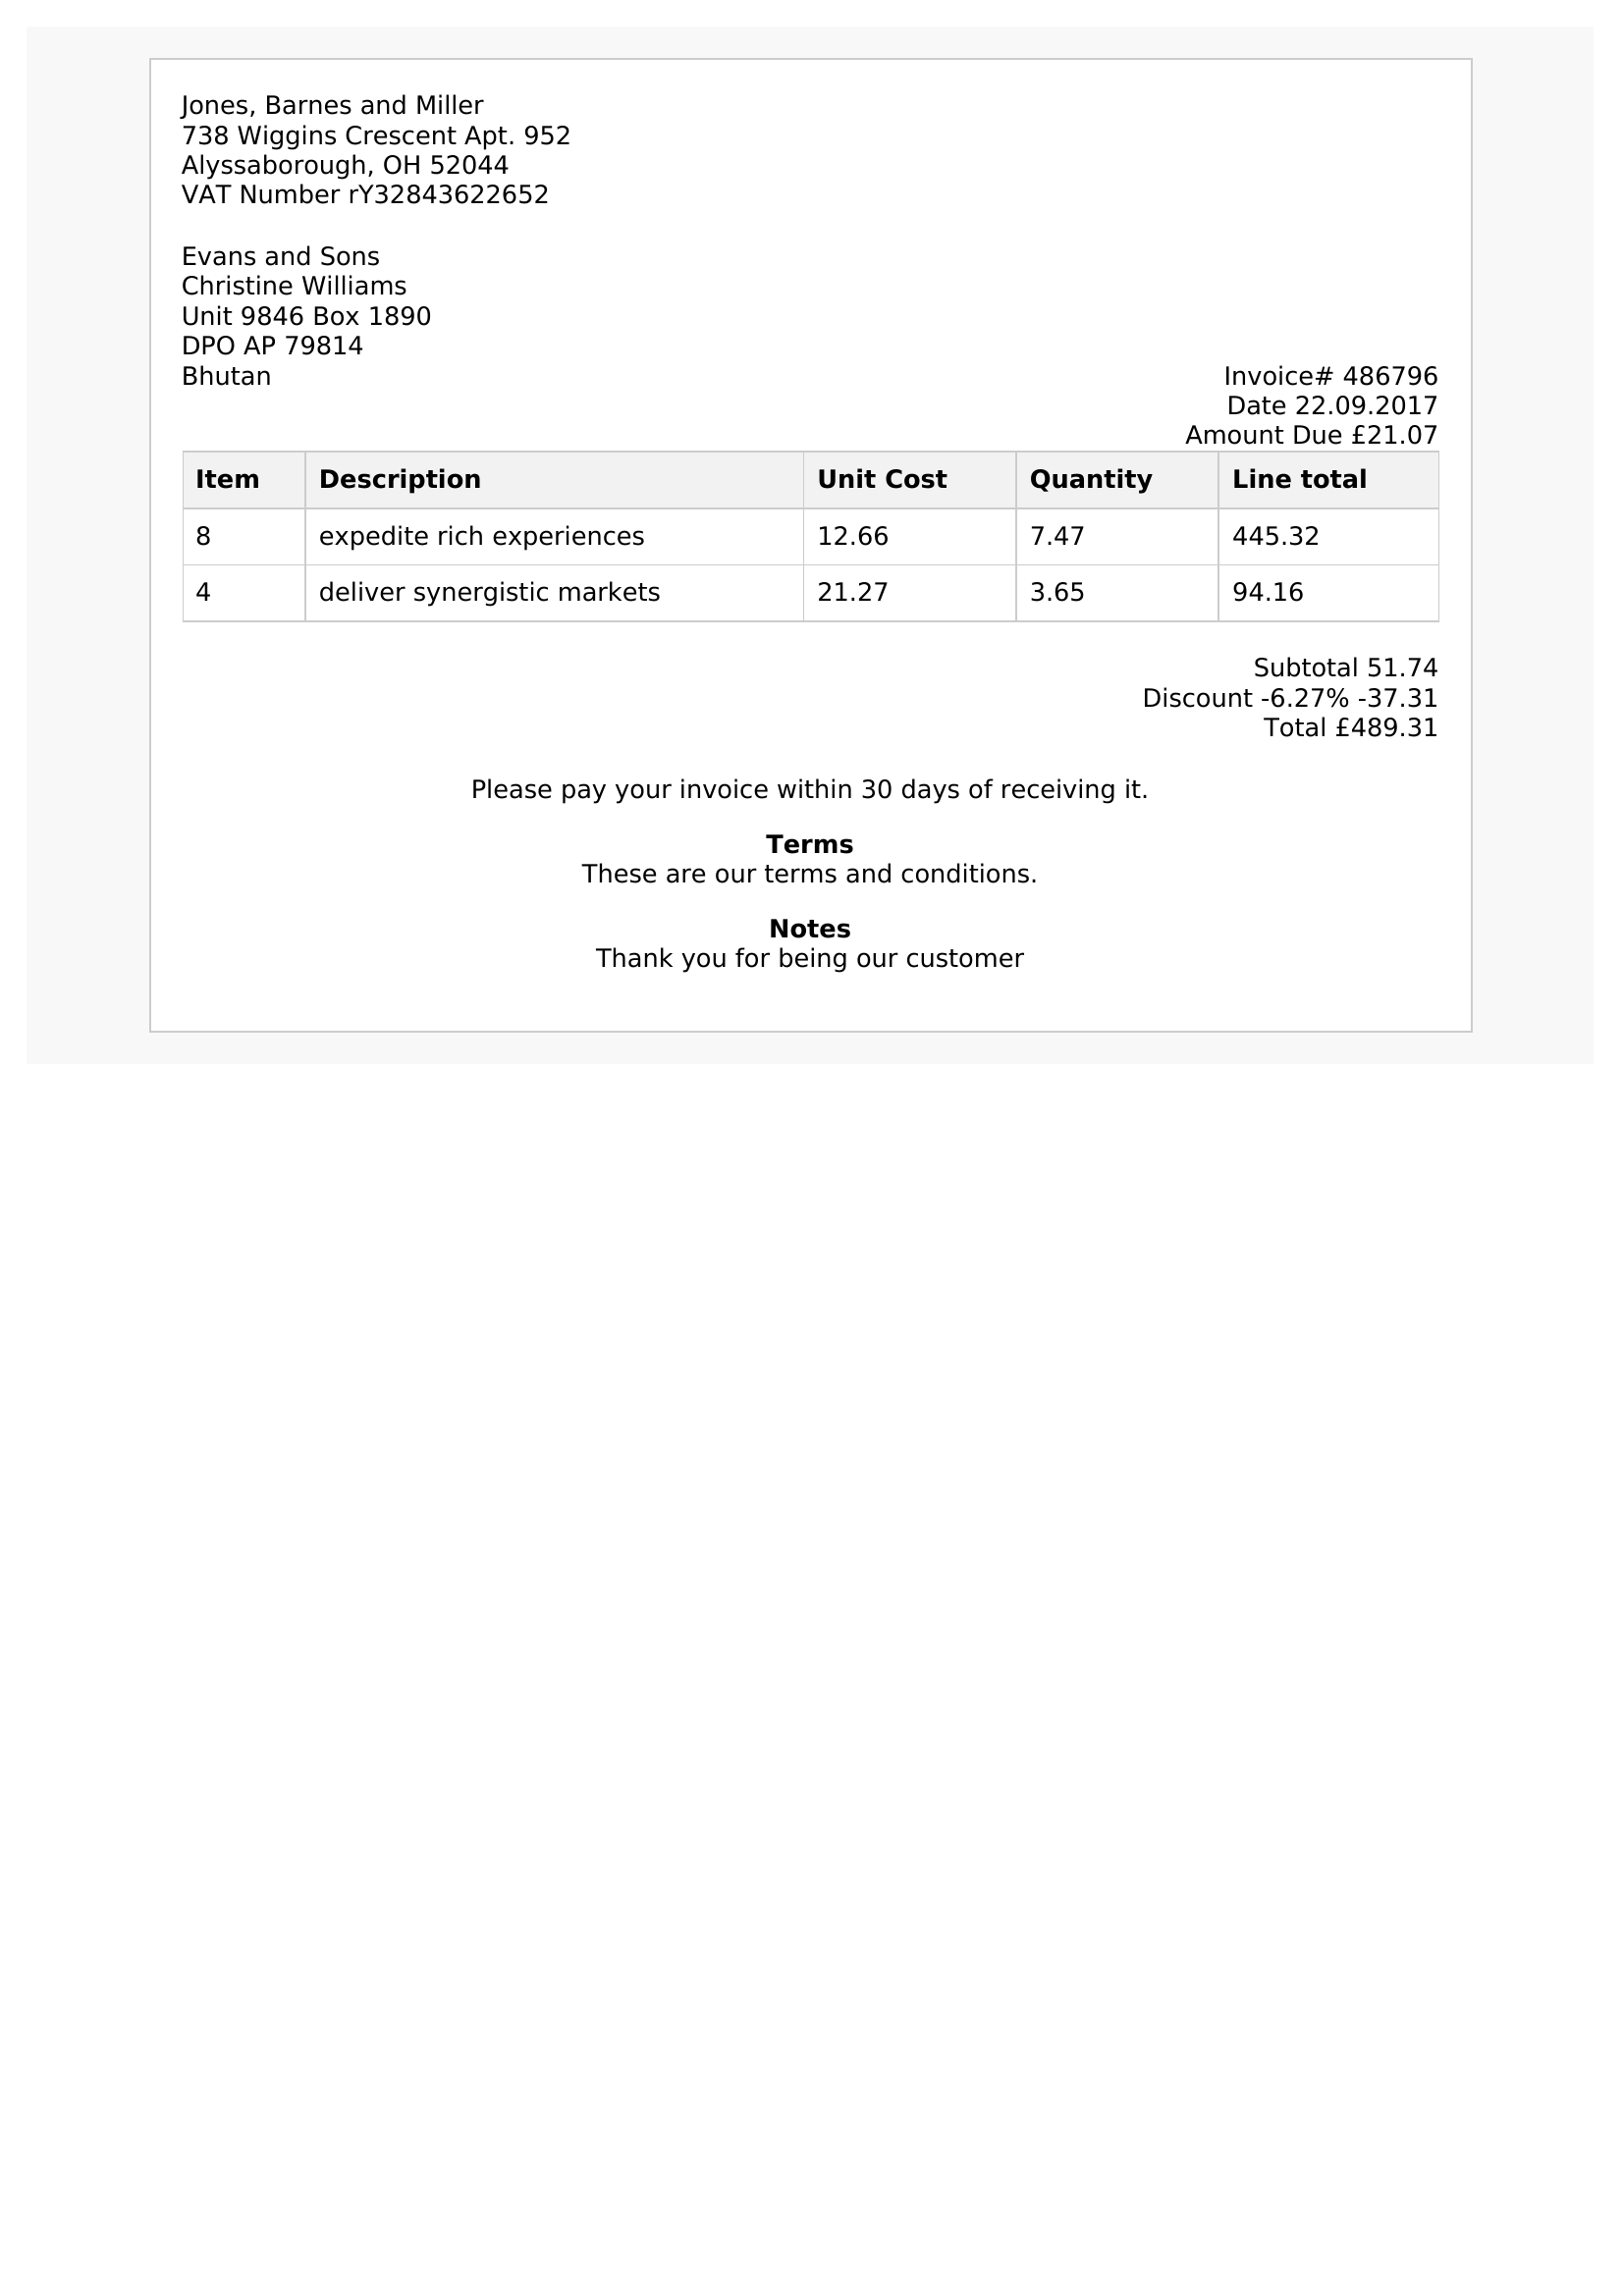 Jones, Barnes and Miller
738 Wiggins Crescent Apt. 952
Alyssaborough, OH 52044
VAT Number rY32843622652
Evans and Sons
Christine Williams
Unit 9846 Box 1890
DPO AP 79814
Bhutan
Invoice# 486796
Date 22.09.2017
Amount Due £21.07
Item Description Unit Cost Quantity Line total
8 expedite rich experiences 12.66 7.47 445.32
4 deliver synergistic markets 21.27 3.65 94.16
Subtotal 51.74
Discount -6.27% -37.31
Total £489.31
Please pay your invoice within 30 days of receiving it.
Terms
These are our terms and conditions.
Notes
Thank you for being our customer